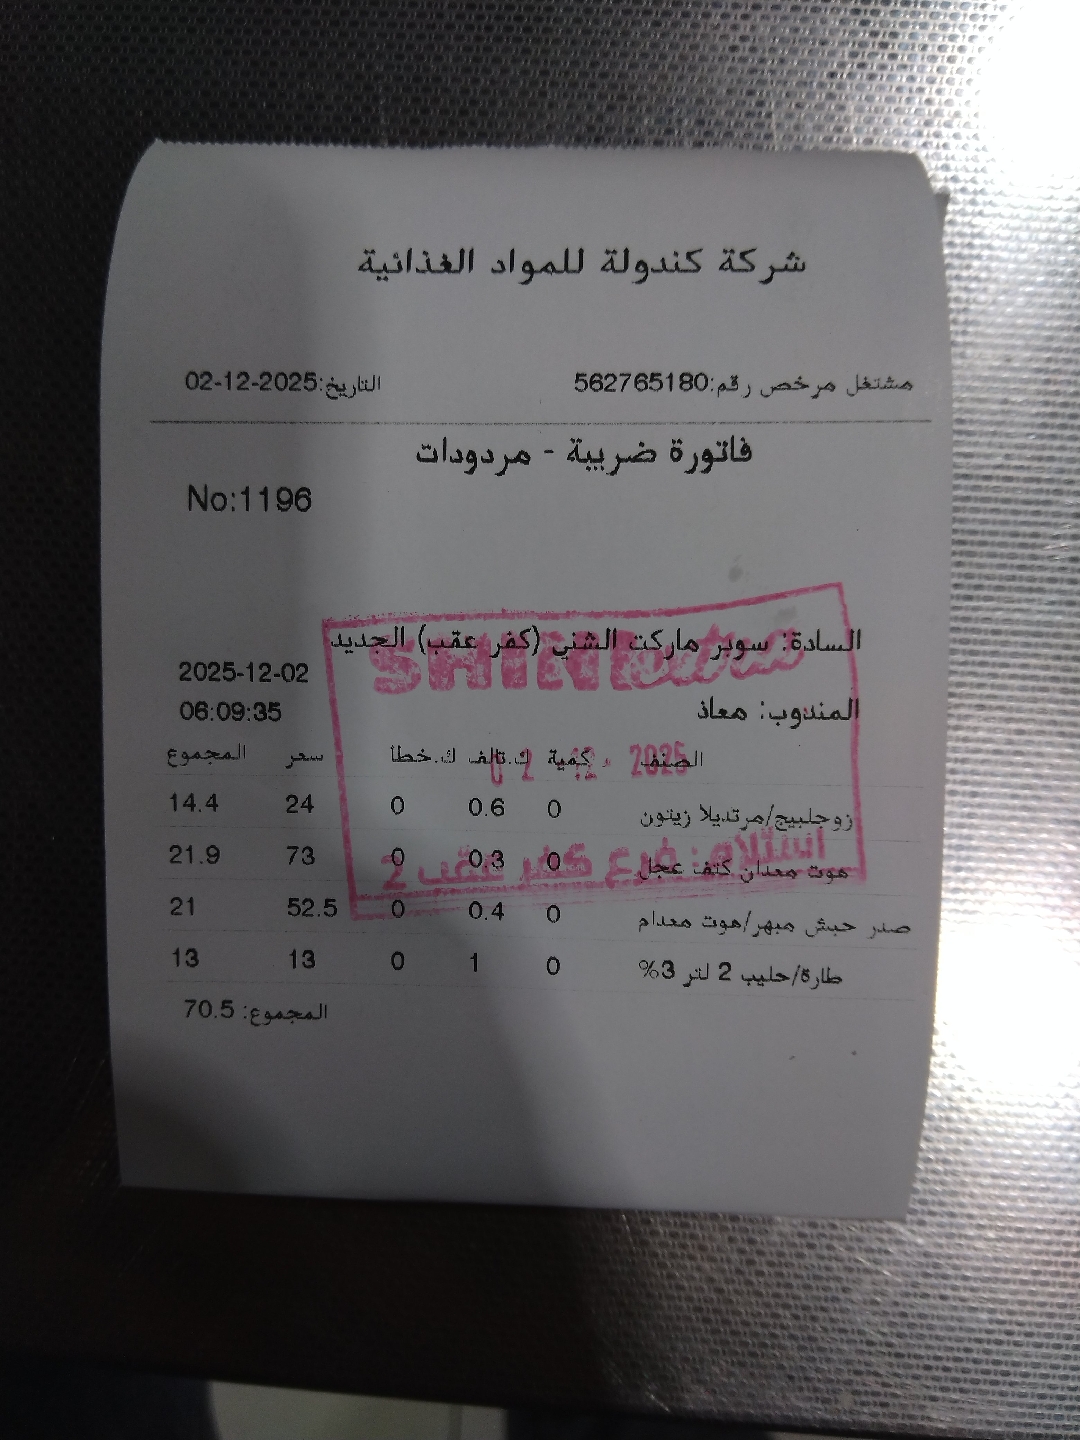 شركة كندولة للمواد الغذائية
مشتغل مرخص رقم:562765180 التاريخ:2025-12-02
فاتورة ضريبة - مردودات
No:1196
السادة: سوبر ماركت الشني (كفر عقب) الجديد
SHINI
2025-12-02
المندوب: معاذ 06:09:35
الصنف كمية ك.تالف ك.خطا سعر المجموع
02 12 2025
زوجلبيج/مرتديلا زيتون 0 0.6 0 24 14.4
استلام: فرع كفر عقب 2
هوت معدان كتف عجل 0 0.3 0 73 21.9
صدر حبش مبهر/هوت معدام 0 0.4 0 52.5 21
طارة/حليب 2 لتر 3% 0 1 0 13 13
المجموع: 70.5